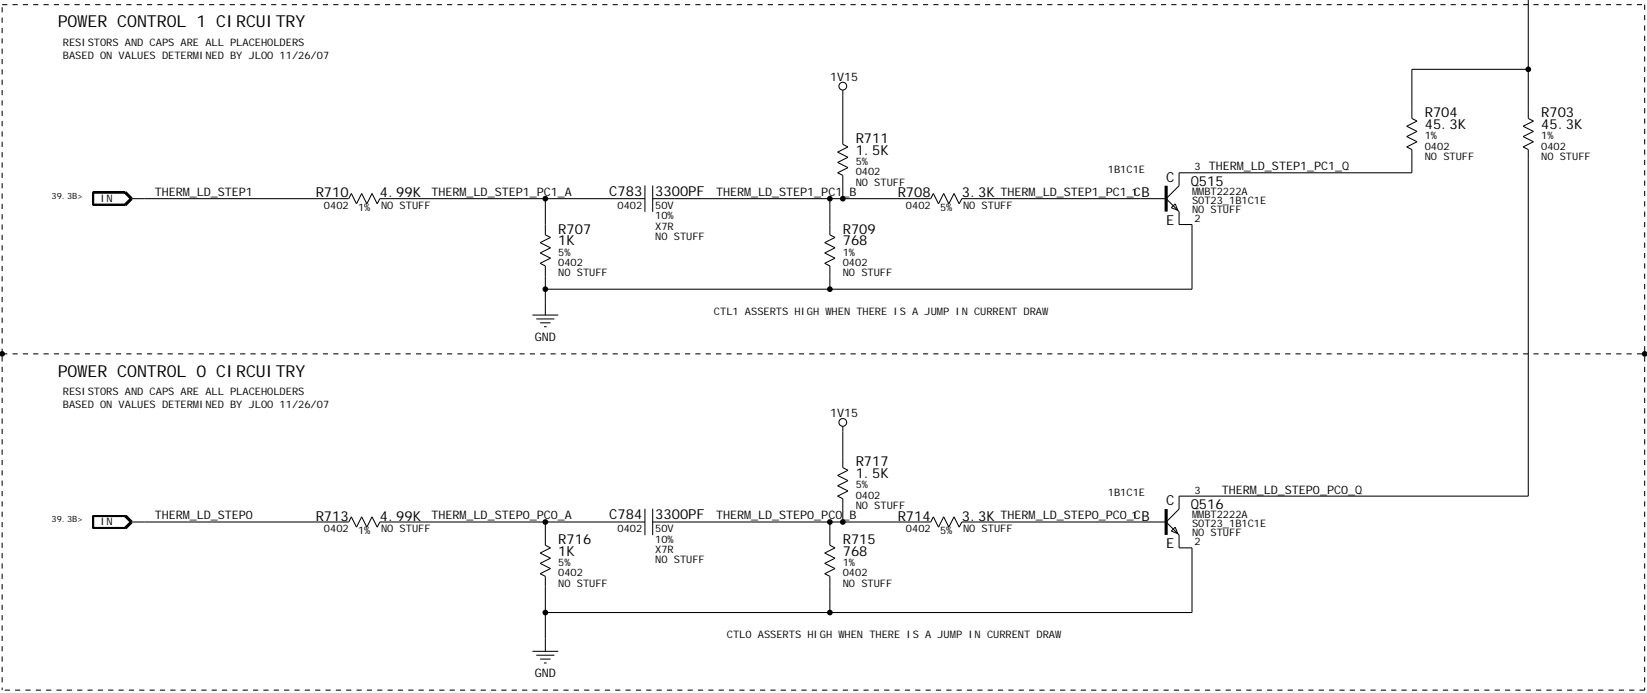 POWER CONTROL 1 CIRCUITRY
RESISTORS AND CAPS ARE ALL PLACEHOLDERS
BASED ON VALUES DETERMINED BY JLOO 11/26/07
1V15
R711
1.5K
5%
0402
NO STUFF
R704
45.3K
1%
0402
NO STUFF
R703
45.3K
1%
0402
NO STUFF
39.3B>
IN
THERM_LD_STEP1
R710
4.99K
0402
1%
NO STUFF
THERM_LD_STEP1_PC1_A
R707
1K
5%
0402
NO STUFF
C783
3300PF
0402
50V
10%
X7R
NO STUFF
THERM_LD_STEP1_PC1_B
R709
768
1%
0402
NO STUFF
R708
3.3K
0402
5%
NO STUFF
THERM_LD_STEP1_PC1_C
1B1C1E
B
C
E
3
2
THERM_LD_STEP1_PC1_Q
Q515
MMBT2222A
SOT23_1B1C1E
NO STUFF
GND
CTL1 ASSERTS HIGH WHEN THERE IS A JUMP IN CURRENT DRAW
POWER CONTROL 0 CIRCUITRY
RESISTORS AND CAPS ARE ALL PLACEHOLDERS
BASED ON VALUES DETERMINED BY JLOO 11/26/07
1V15
R717
1.5K
5%
0402
NO STUFF
39.3B>
IN
THERM_LD_STEP0
R713
4.99K
0402
1%
NO STUFF
THERM_LD_STEP0_PC0_A
R716
1K
5%
0402
NO STUFF
C784
3300PF
0402
50V
10%
X7R
NO STUFF
THERM_LD_STEP0_PC0_B
R715
768
1%
0402
NO STUFF
R714
3.3K
0402
5%
NO STUFF
THERM_LD_STEP0_PC0_C
1B1C1E
B
C
E
3
2
THERM_LD_STEP0_PC0_Q
Q516
MMBT2222A
SOT23_1B1C1E
NO STUFF
CTL0 ASSERTS HIGH WHEN THERE IS A JUMP IN CURRENT DRAW
GND